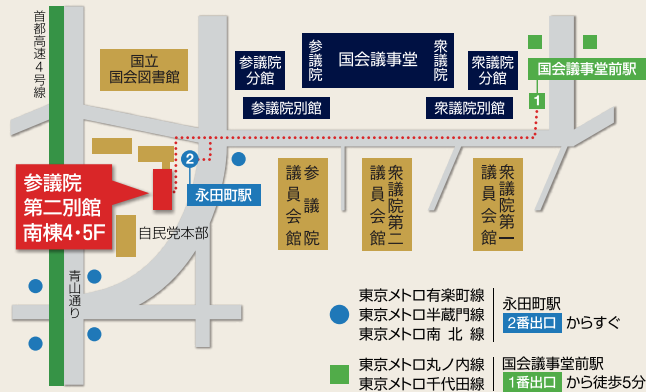 首都高速4号線
国立
国会図書館
参議院
分館
参議院
国会議事堂
衆議院
衆議院
分館
国会議事堂前駅
1
参議院別館
衆議院別館
2
永田町駅
参議院
第二別館
南棟4・5F
自民党本部
参議院
議員会館
衆議院第二
議員会館
衆議院第一
議員会館
青山通り
東京メトロ有楽町線
東京メトロ半蔵門線
東京メトロ南北線
永田町駅
2番出口 からすぐ
東京メトロ丸ノ内線
東京メトロ千代田線
国会議事堂前駅
1番出口 から徒歩5分